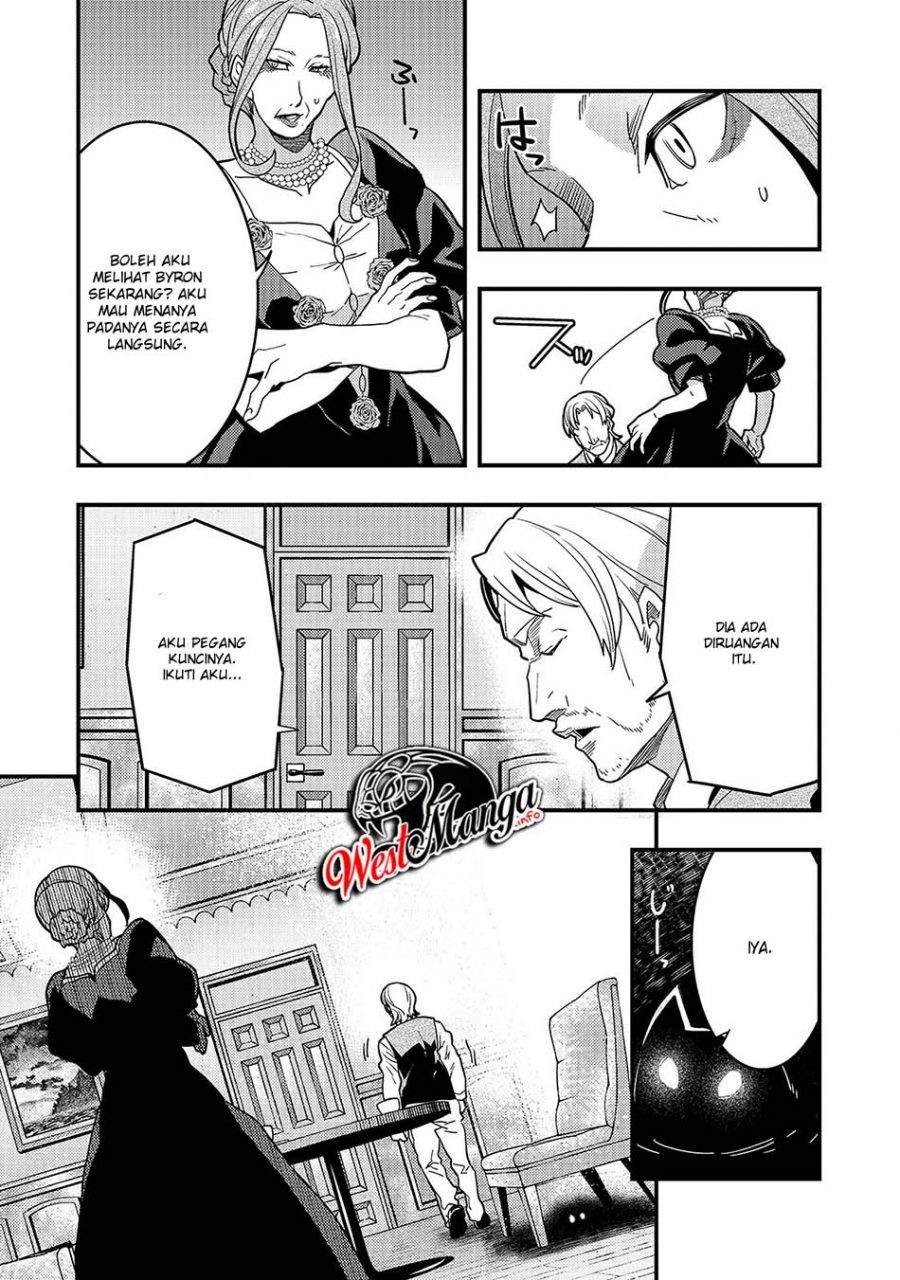 はっ
スッ
ふーっ
BOLEH AKU
MELIHAT BYRON
SEKARANG? AKU
MAU MENANYA
PADANYA SECARA
LANGSUNG.
DIA ADA
DIRUANGAN
ITU.
AKU PEGANG
KUNCINYA.
IKUTI AKU...
WESTMANGA
.info
IYA.
じーっ